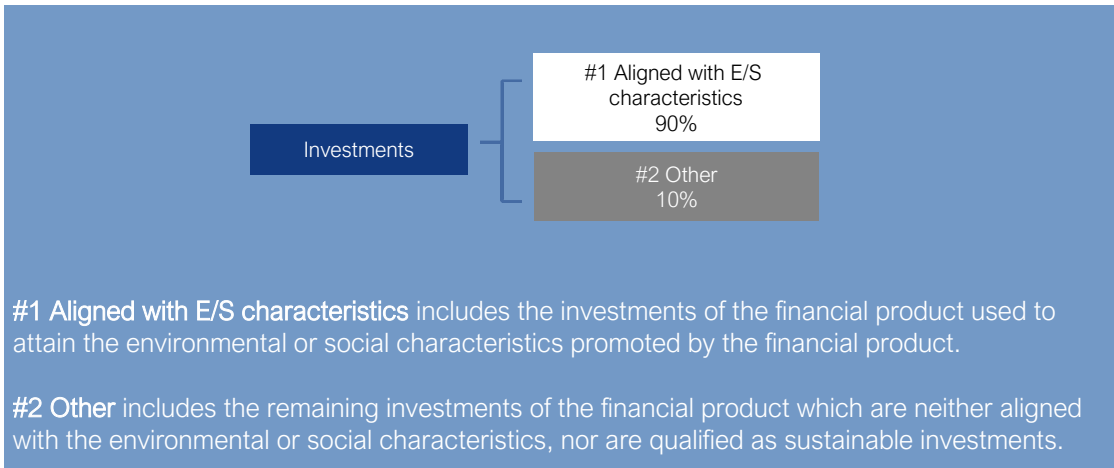 #1 Aligned with E/S
characteristics
90%
Investments
#2 Other
10%
#1 Aligned with E/S characteristics includes the investments of the financial product used to
attain the environmental or social characteristics promoted by the financial product.
#2 Other includes the remaining investments of the financial product which are neither aligned
with the environmental or social characteristics, nor are qualified as sustainable investments.